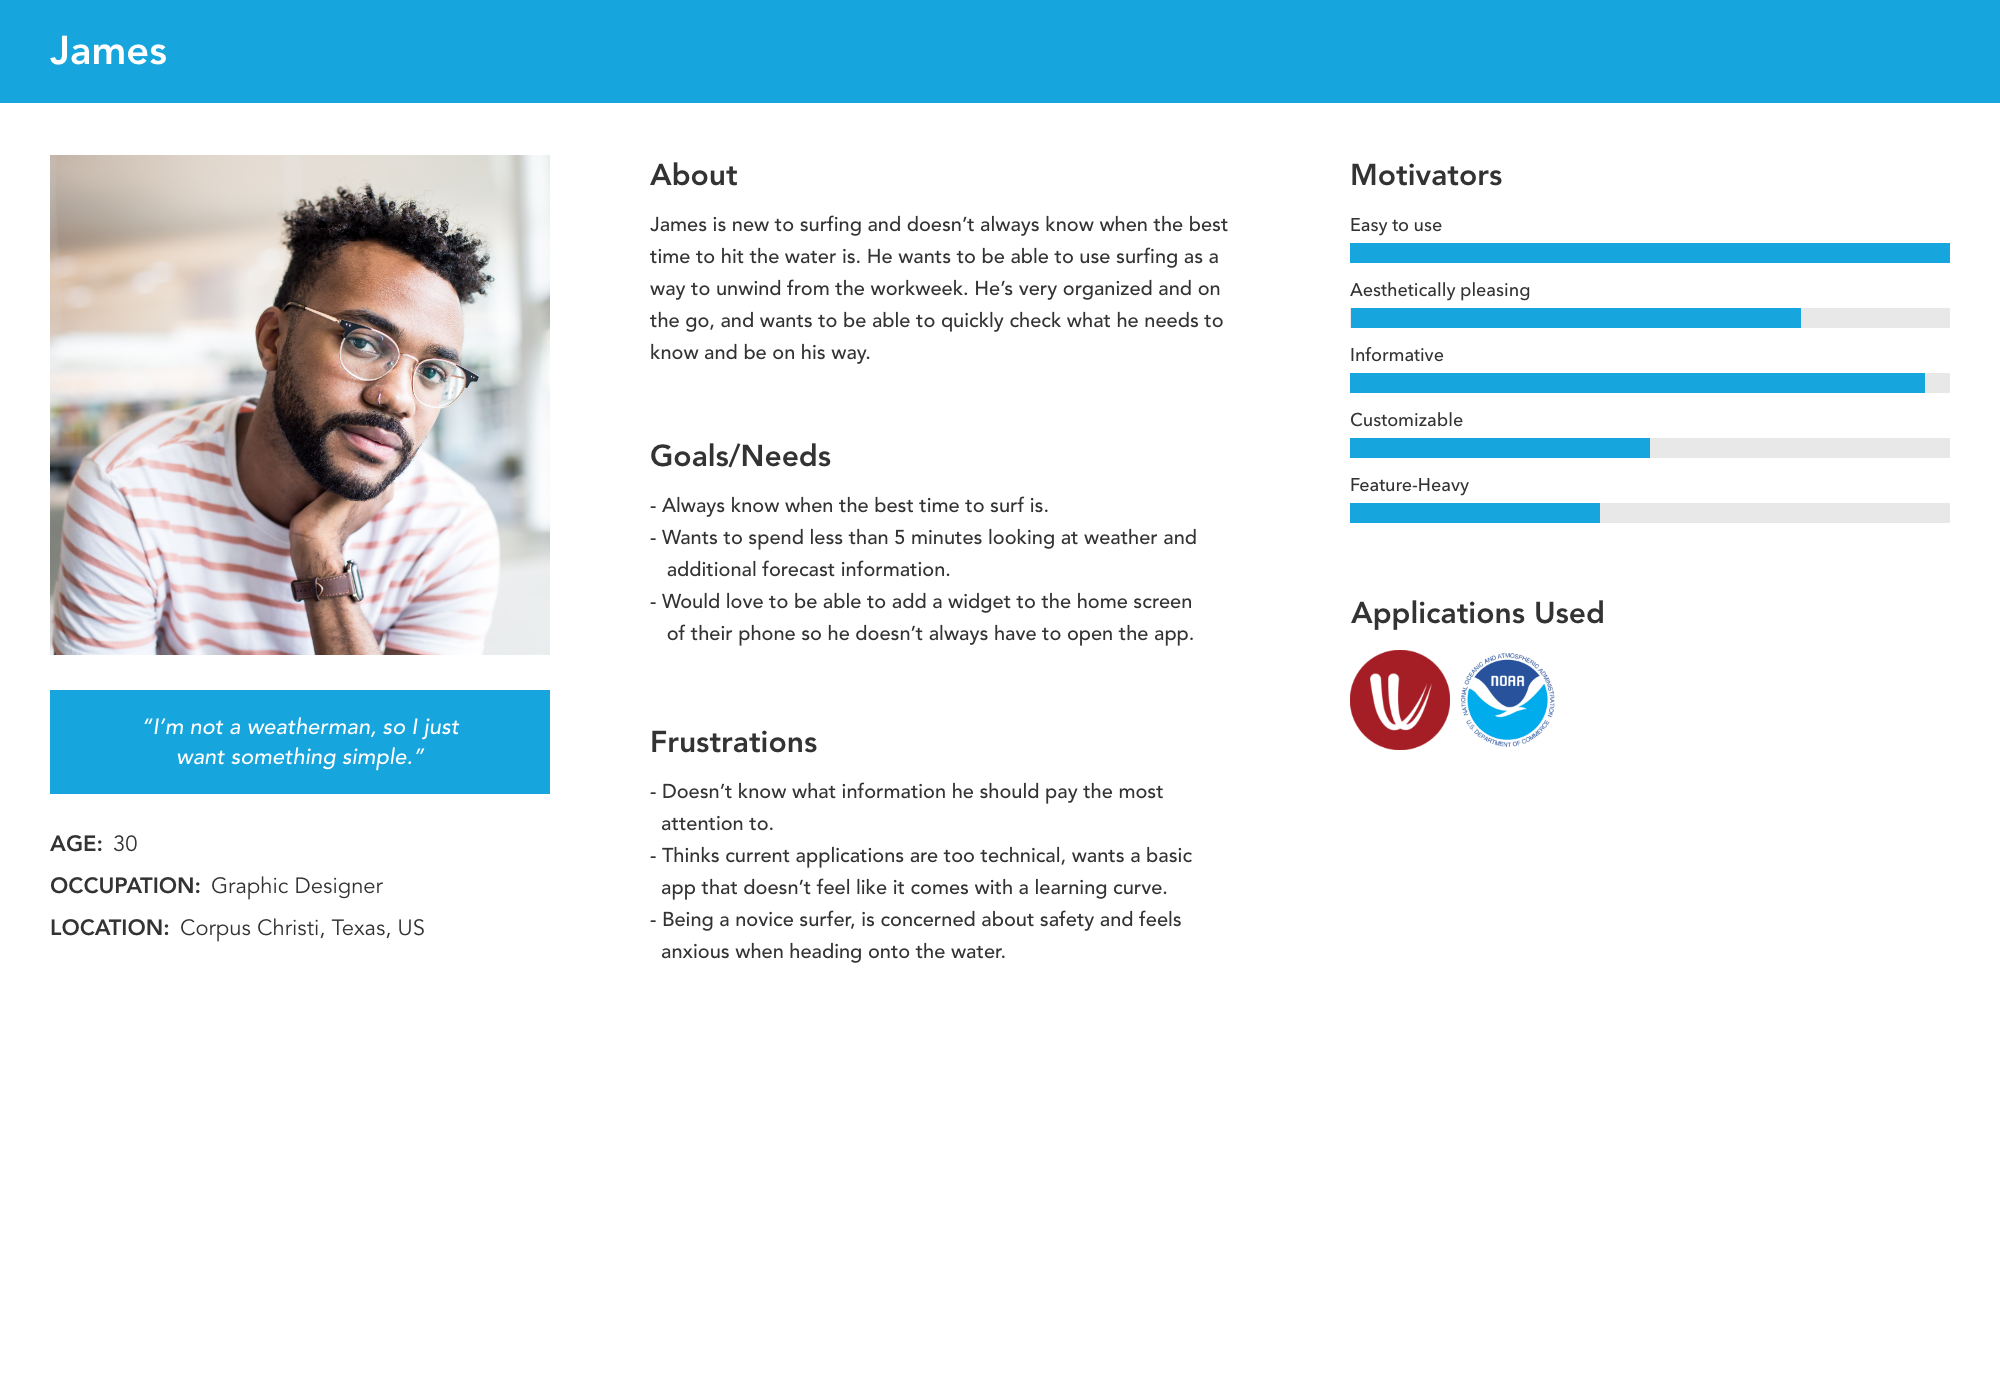 James
“I’m not a weatherman, so I just
want something simple.”
AGE: 30
OCCUPATION: Graphic Designer
LOCATION: Corpus Christi, Texas, US
About
James is new to surfing and doesn’t always know when the best
time to hit the water is. He wants to be able to use surfing as a
way to unwind from the workweek. He’s very organized and on
the go, and wants to be able to quickly check what he needs to
know and be on his way.
Goals/Needs
- Always know when the best time to surf is.
- Wants to spend less than 5 minutes looking at weather and
additional forecast information.
- Would love to be able to add a widget to the home screen
of their phone so he doesn’t always have to open the app.
Frustrations
- Doesn’t know what information he should pay the most
attention to.
- Thinks current applications are too technical, wants a basic
app that doesn’t feel like it comes with a learning curve.
- Being a novice surfer, is concerned about safety and feels
anxious when heading onto the water.
Motivators
Easy to use
Aesthetically pleasing
Informative
Customizable
Feature-Heavy
Applications Used
NATIONAL OCEANIC AND ATMOSPHERIC ADMINISTRATION
NOAA
U.S. DEPARTMENT OF COMMERCE